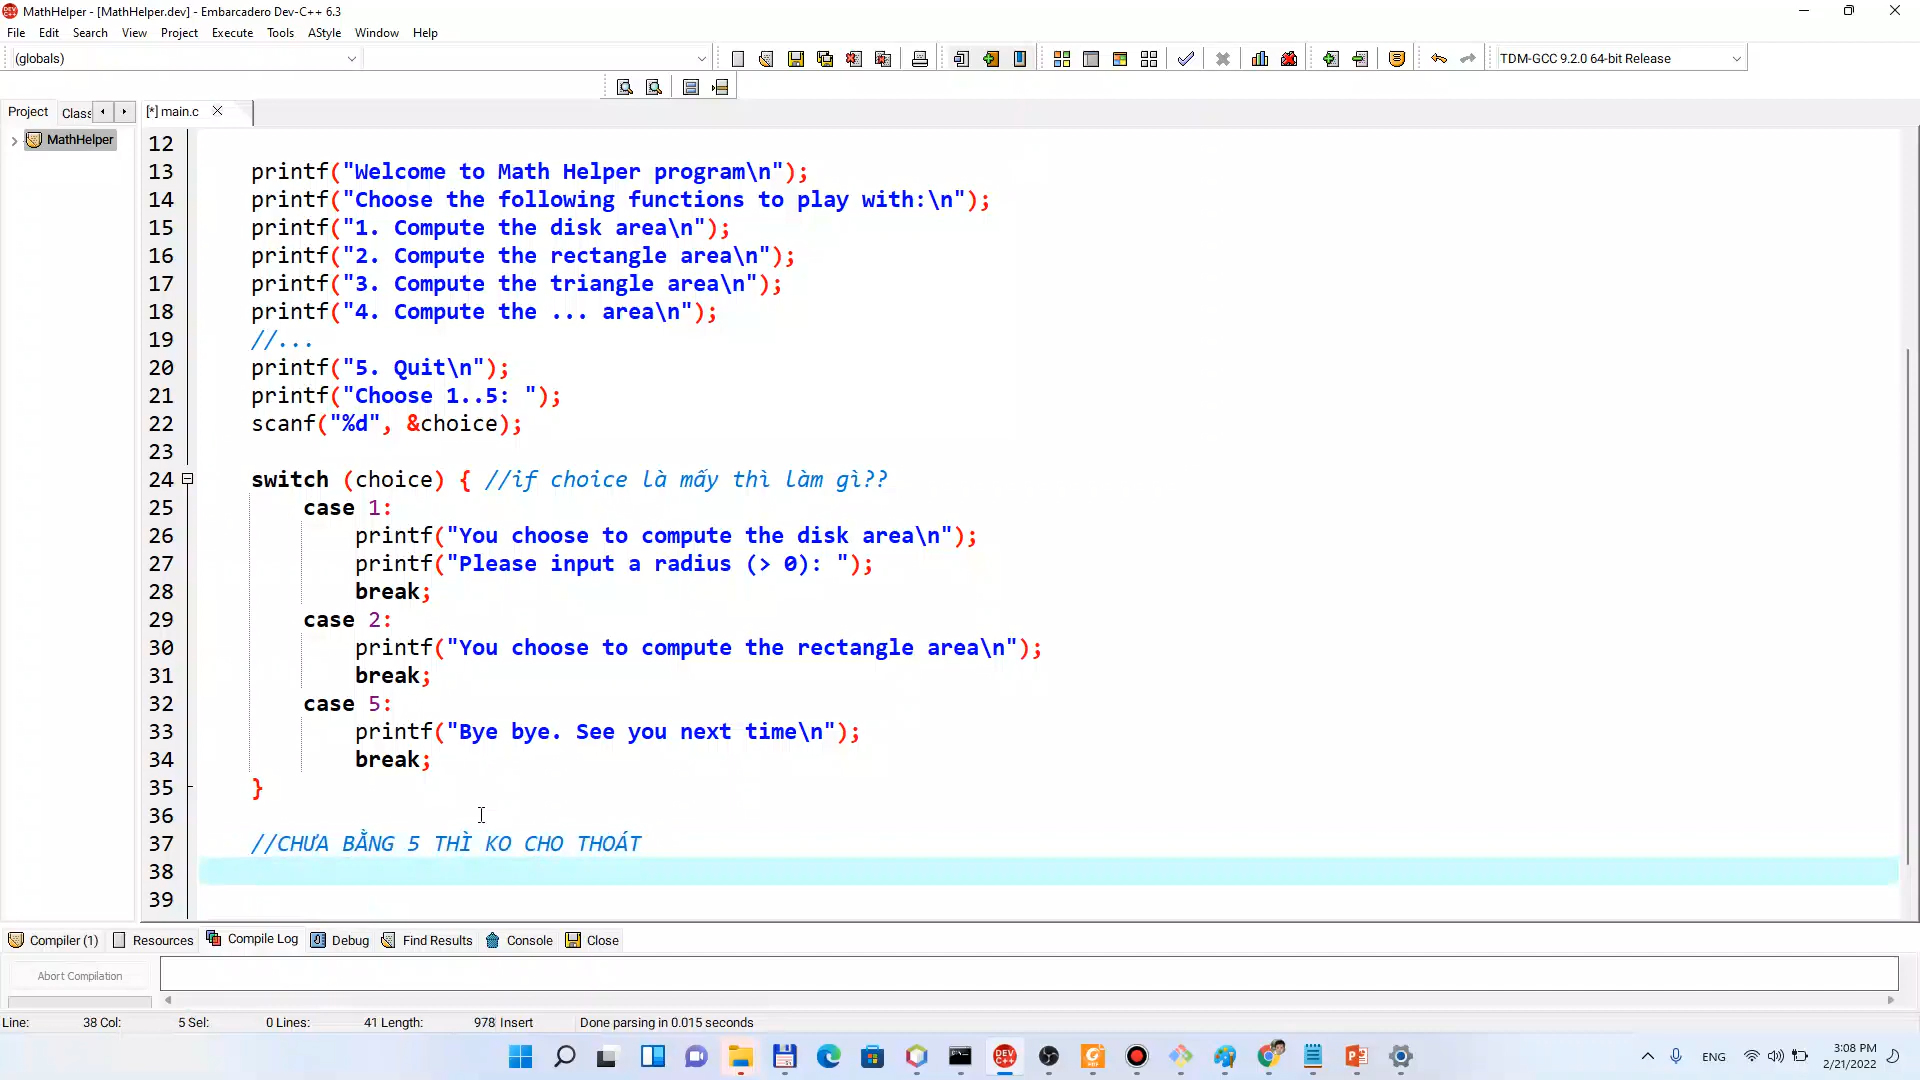 MathHelper - [MathHelper.dev] - Embarcadero Dev-C++ 6.3
File Edit Search View Project Execute Tools AStyle Window Help
(globals) TDM-GCC 9.2.0 64-bit Release
Project Class [*] main.c
MathHelper
12
13 printf("Welcome to Math Helper program\n");
14 printf("Choose the following functions to play with:\n");
15 printf("1. Compute the disk area\n");
16 printf("2. Compute the rectangle area\n");
17 printf("3. Compute the triangle area\n");
18 printf("4. Compute the ... area\n");
19 //...
20 printf("5. Quit\n");
21 printf("Choose 1..5: ");
22 scanf("%d", &choice);
23
24 switch (choice) { //if choice là mấy thì làm gì??
25 case 1:
26 printf("You choose to compute the disk area\n");
27 printf("Please input a radius (> 0): ");
28 break;
29 case 2:
30 printf("You choose to compute the rectangle area\n");
31 break;
32 case 5:
33 printf("Bye bye. See you next time\n");
34 break;
35 }
36
37 //CHƯA BẰNG 5 THÌ KO CHO THOÁT
38
39
Compiler (1) Resources Compile Log Debug Find Results Console Close
Abort Compilation
Line: 38 Col: 5 Sel: 0 Lines: 41 Length: 978 Insert Done parsing in 0.015 seconds
ENG 3:08 PM
2/21/2022